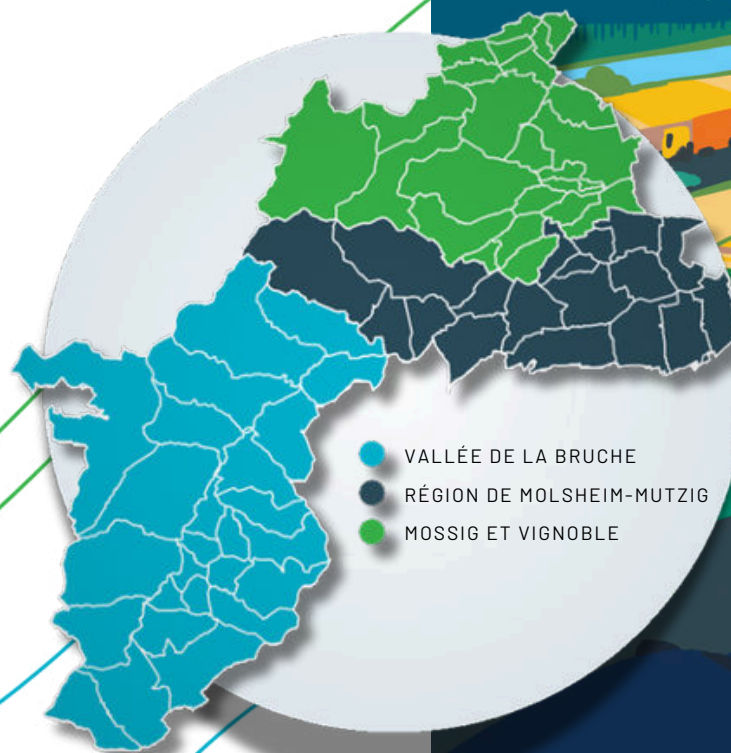 VALLÉE DE LA BRUCHE
RÉGION DE MOLSHEIM-MUTZIG
MOSSIG ET VIGNOBLE